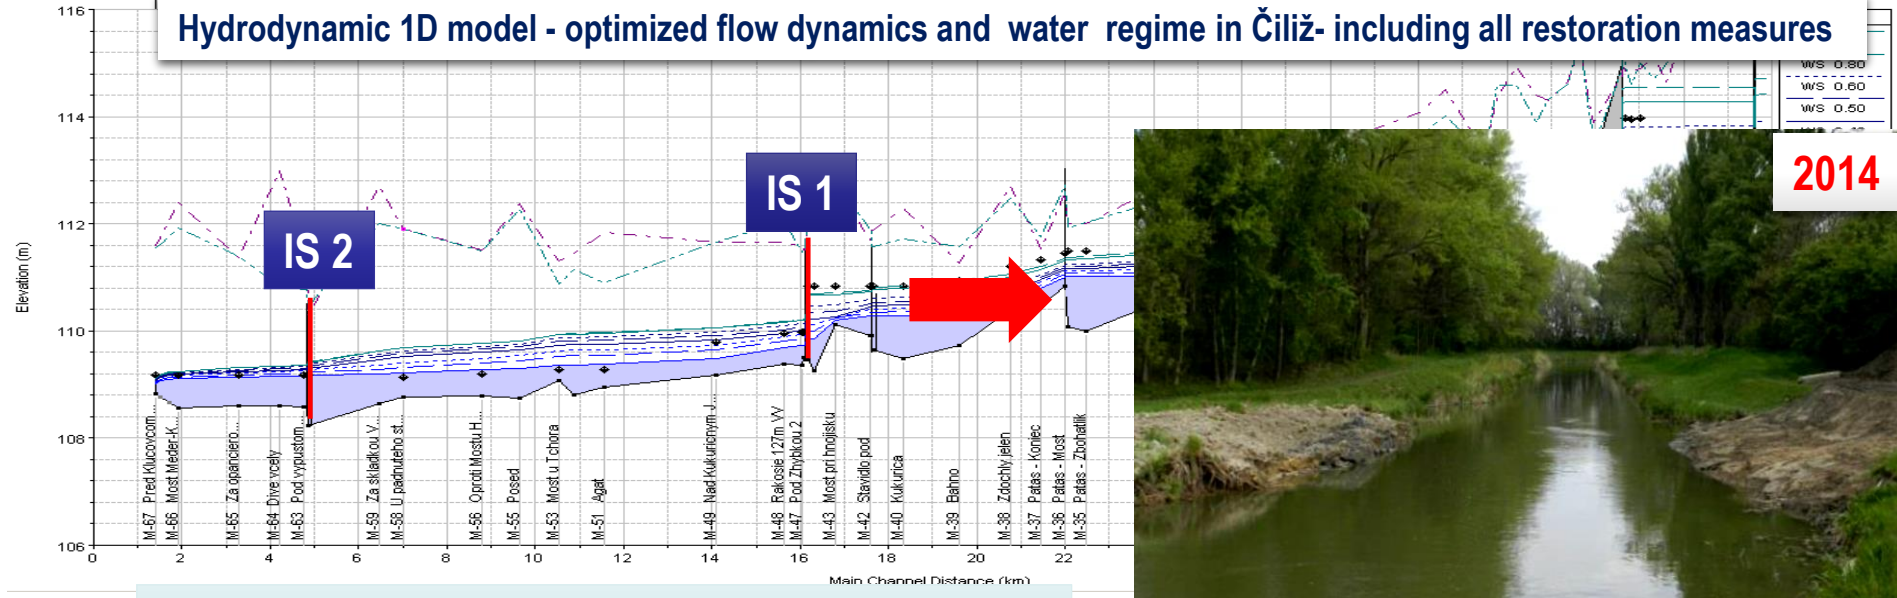 Hydrodynamic 1D model - optimized flow dynamics and water regime in Čiliž- including all restoration measures
116
115
114
113
112
111
110
109
108
106
Elevation (m)
WS 0.80
WS 0.60
WS 0.50
2014
IS 1
IS 2
M-67 Pred Klucovcom...
M-66 Most Meder-K...
M-65 Za opanciero...
M-64 Dive vcely
M-63 Pod vypustom...
M-59 Za skladkou V...
M-58 U padnuteho st...
M-56 Oproti Mostu H...
M-55 Posed
M-53 Most u Tchora
M-51 Agat
M-49 Nad Kukuricnym J...
M-48 Rakosie 127m VV
M-47 Pod Zhybkou 2
M-43 Most pri hnojisku
M-42 Stavidlo pod
M-40 Kukurica
M-39 Bahno
M-38 Zdochly jelen
M-37 Patas - Koniec
M-36 Patas - Most
M-35 Patas - Zbohatlik
0 2 4 6 8 10 12 14 16 18 20 22
Main Channel Distance (km)